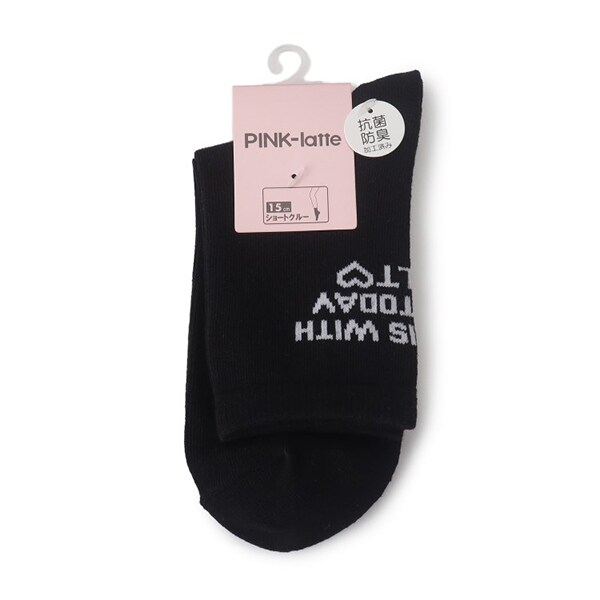 PINK-latte
15cm
ショートクルー
抗菌
防臭
加工済み
IS WITH
TODAY
LT♡